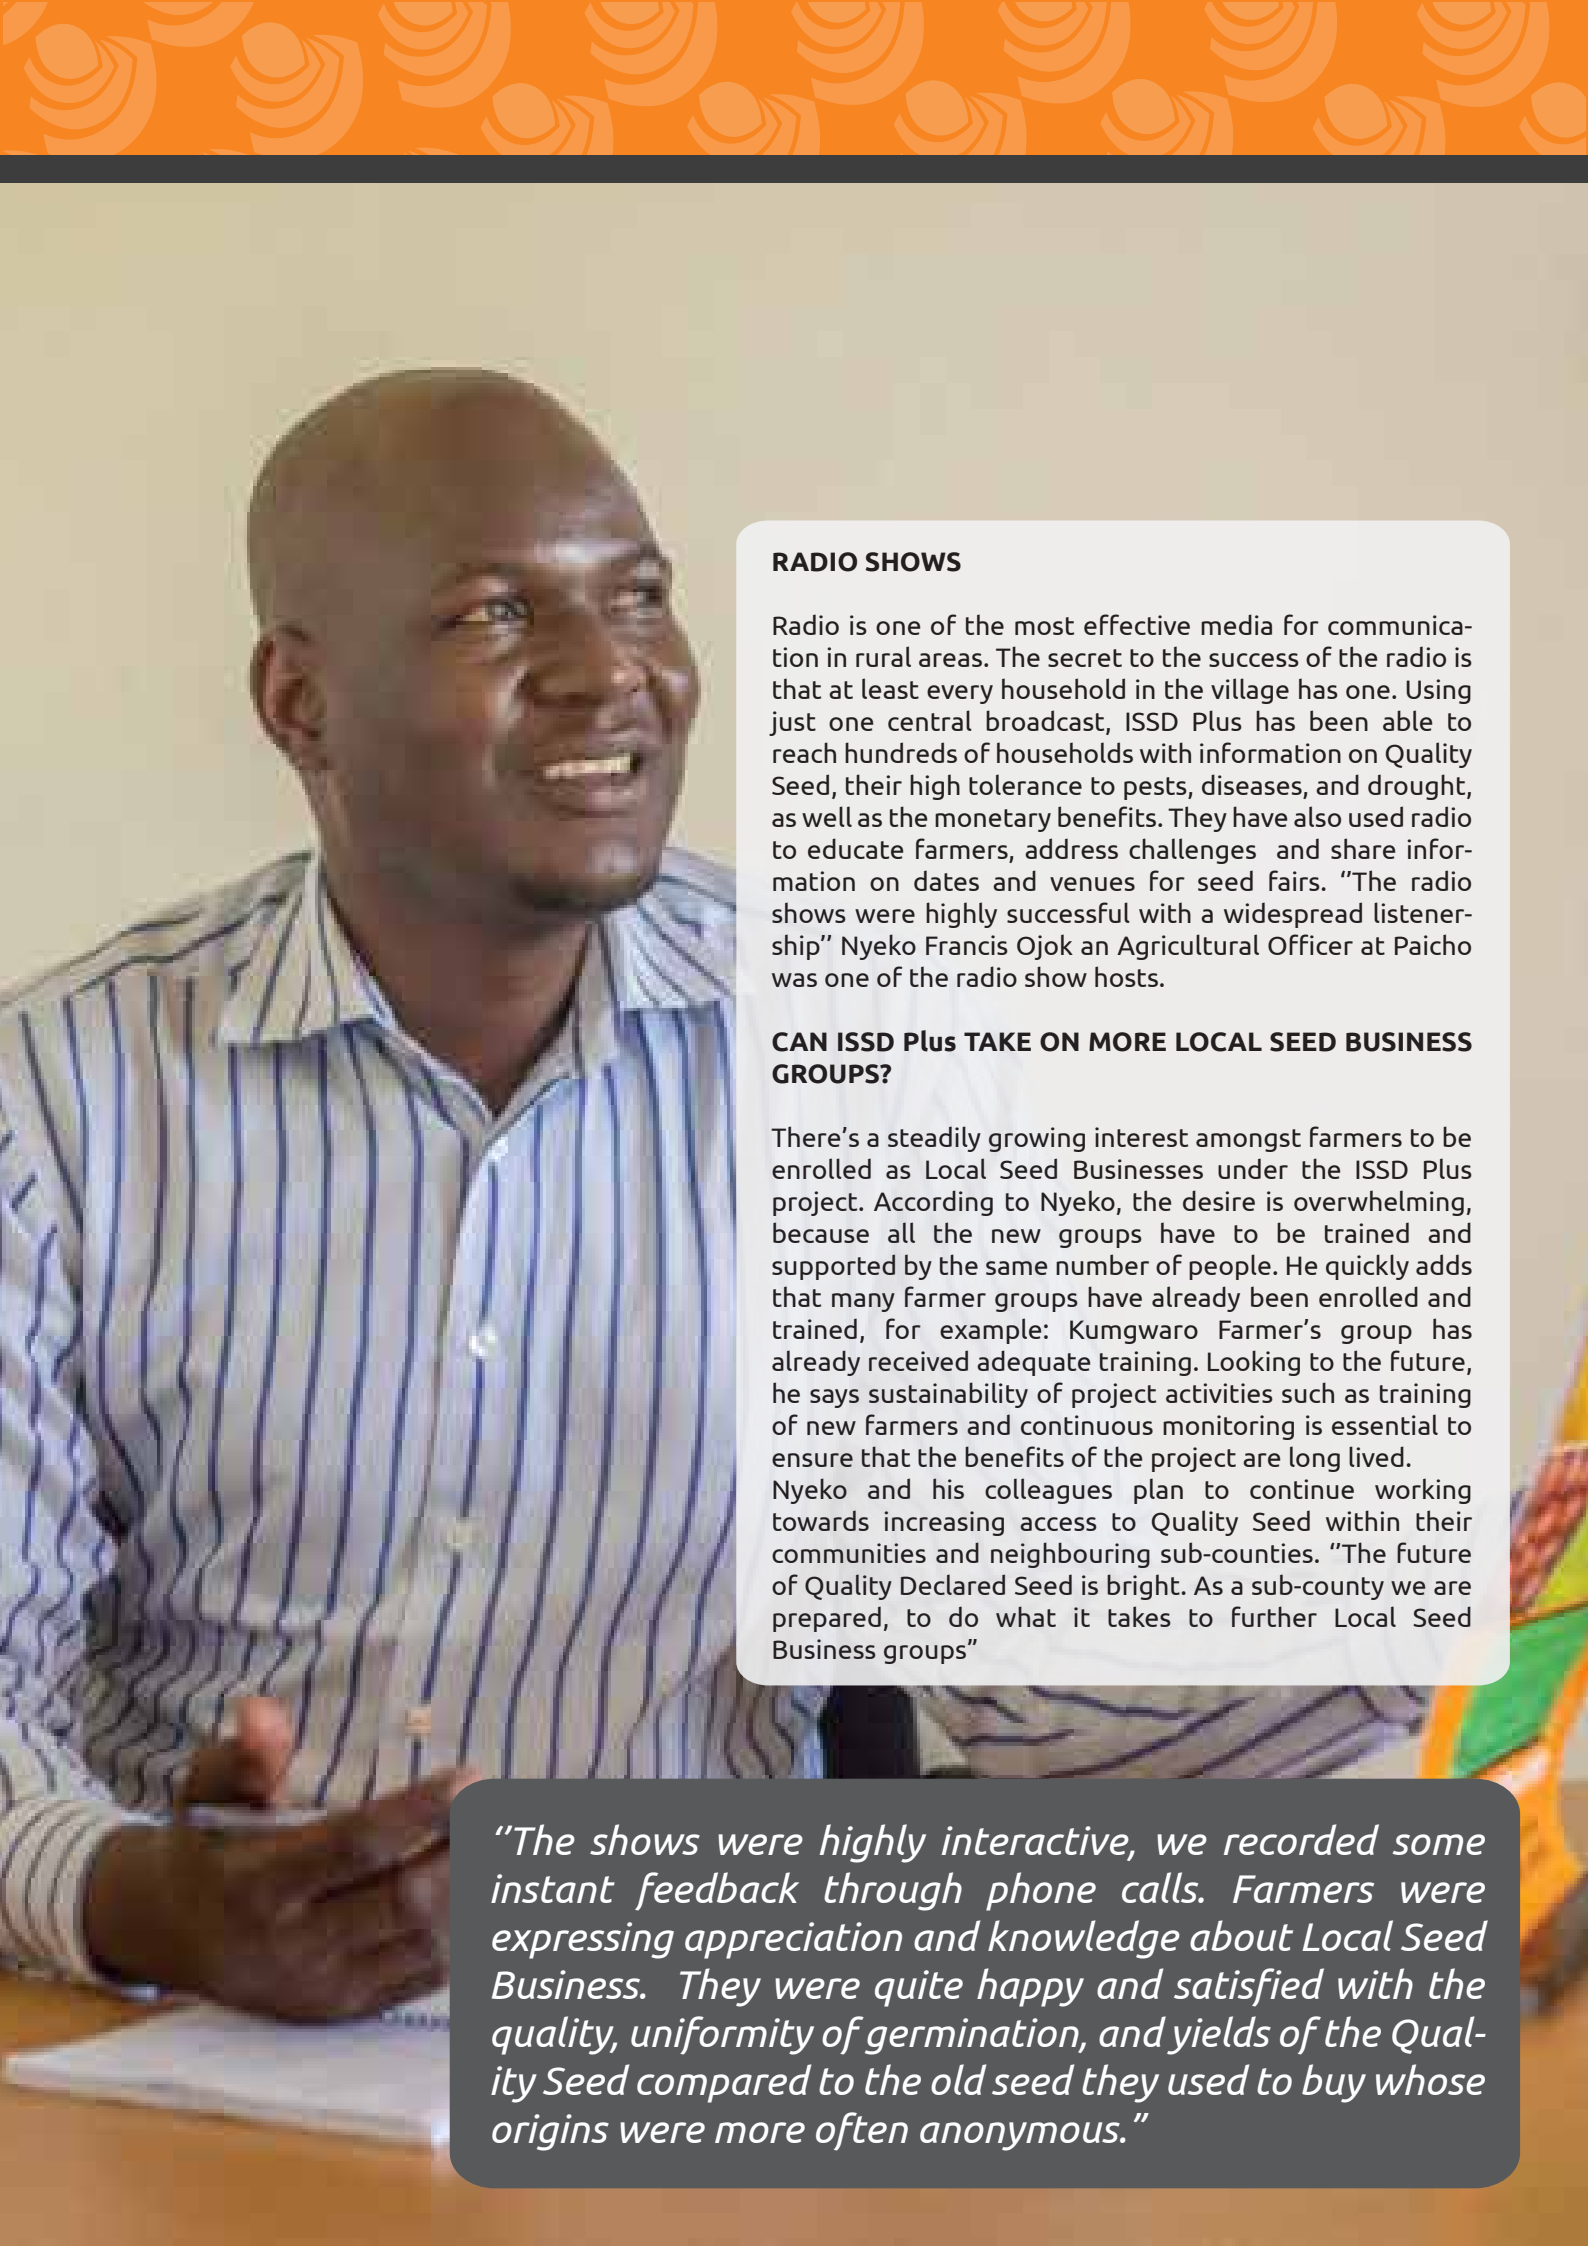 RADIO SHOWS
Radio is one of the most effective media for communica-
tion in rural areas. The secret to the success of the radio is
that at least every household in the village has one. Using
just one central broadcast, ISSD Plus has been able to
reach hundreds of households with information on Quality
Seed, their high tolerance to pests, diseases, and drought,
as well as the monetary benefits. They have also used radio
to educate farmers, address challenges  and share infor-
mation on dates and venues for seed fairs. ‘’The radio
shows were highly successful with a widespread listener-
ship’’ Nyeko Francis Ojok an Agricultural Officer at Paicho
was one of the radio show hosts.
CAN ISSD Plus TAKE ON MORE LOCAL SEED BUSINESS
GROUPS?
There’s a steadily growing interest amongst farmers to be
enrolled as Local Seed Businesses under the ISSD Plus
project. According to Nyeko, the desire is overwhelming,
because all the new groups have to be trained and
supported by the same number of people. He quickly adds
that many farmer groups have already been enrolled and
trained, for example: Kumgwaro Farmer’s group has
already received adequate training. Looking to the future,
he says sustainability of project activities such as training
of new farmers and continuous monitoring is essential to
ensure that the benefits of the project are long lived.
Nyeko and his colleagues plan to continue working
towards increasing access to Quality Seed within their
communities and neighbouring sub-counties. ‘’The future
of Quality Declared Seed is bright. As a sub-county we are
prepared, to do what it takes to further Local Seed
Business groups”
‘’The shows were highly interactive, we recorded some
instant feedback through phone calls. Farmers were
expressing appreciation and knowledge about Local Seed
Business.  They were quite happy and satisfied with the
quality, uniformity of germination, and yields of the Qual-
ity Seed compared to the old seed they used to buy whose
origins were more often anonymous.’’